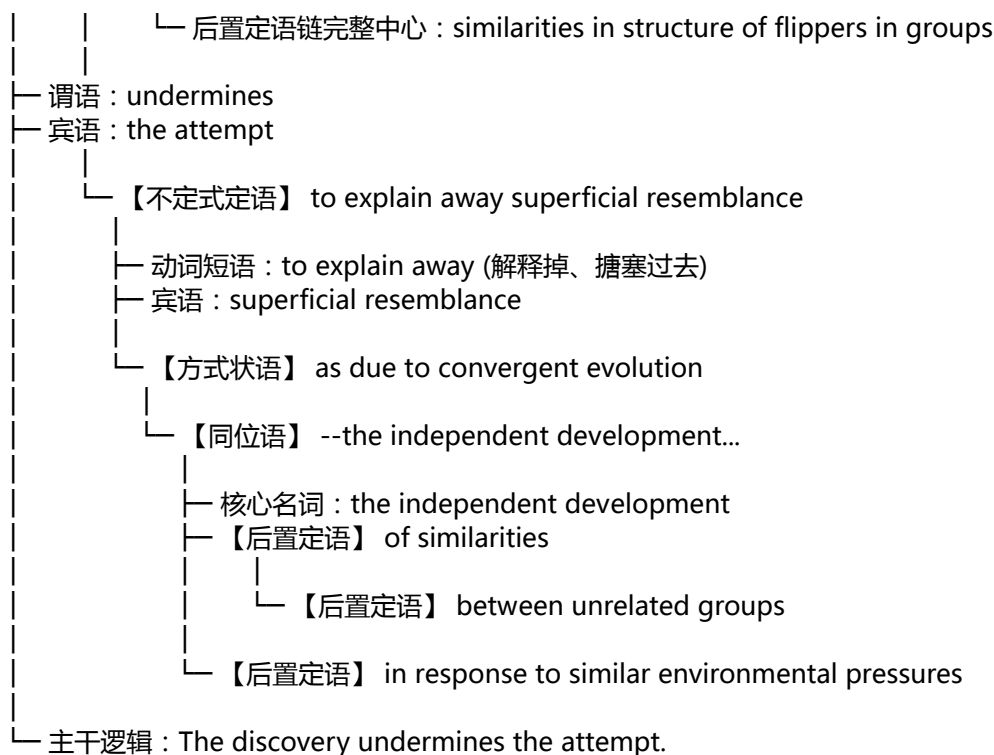 └─ 后置定语链完整中心：similarities in structure of flippers in groups
├─ 谓语：undermines
├─ 宾语：the attempt
└─ 【不定式定语】 to explain away superficial resemblance
├─ 动词短语：to explain away (解释掉、搪塞过去)
├─ 宾语：superficial resemblance
└─ 【方式状语】 as due to convergent evolution
└─ 【同位语】 --the independent development...
├─ 核心名词：the independent development
├─ 【后置定语】 of similarities
└─ 【后置定语】 between unrelated groups
└─ 【后置定语】 in response to similar environmental pressures
└─ 主干逻辑：The discovery undermines the attempt.